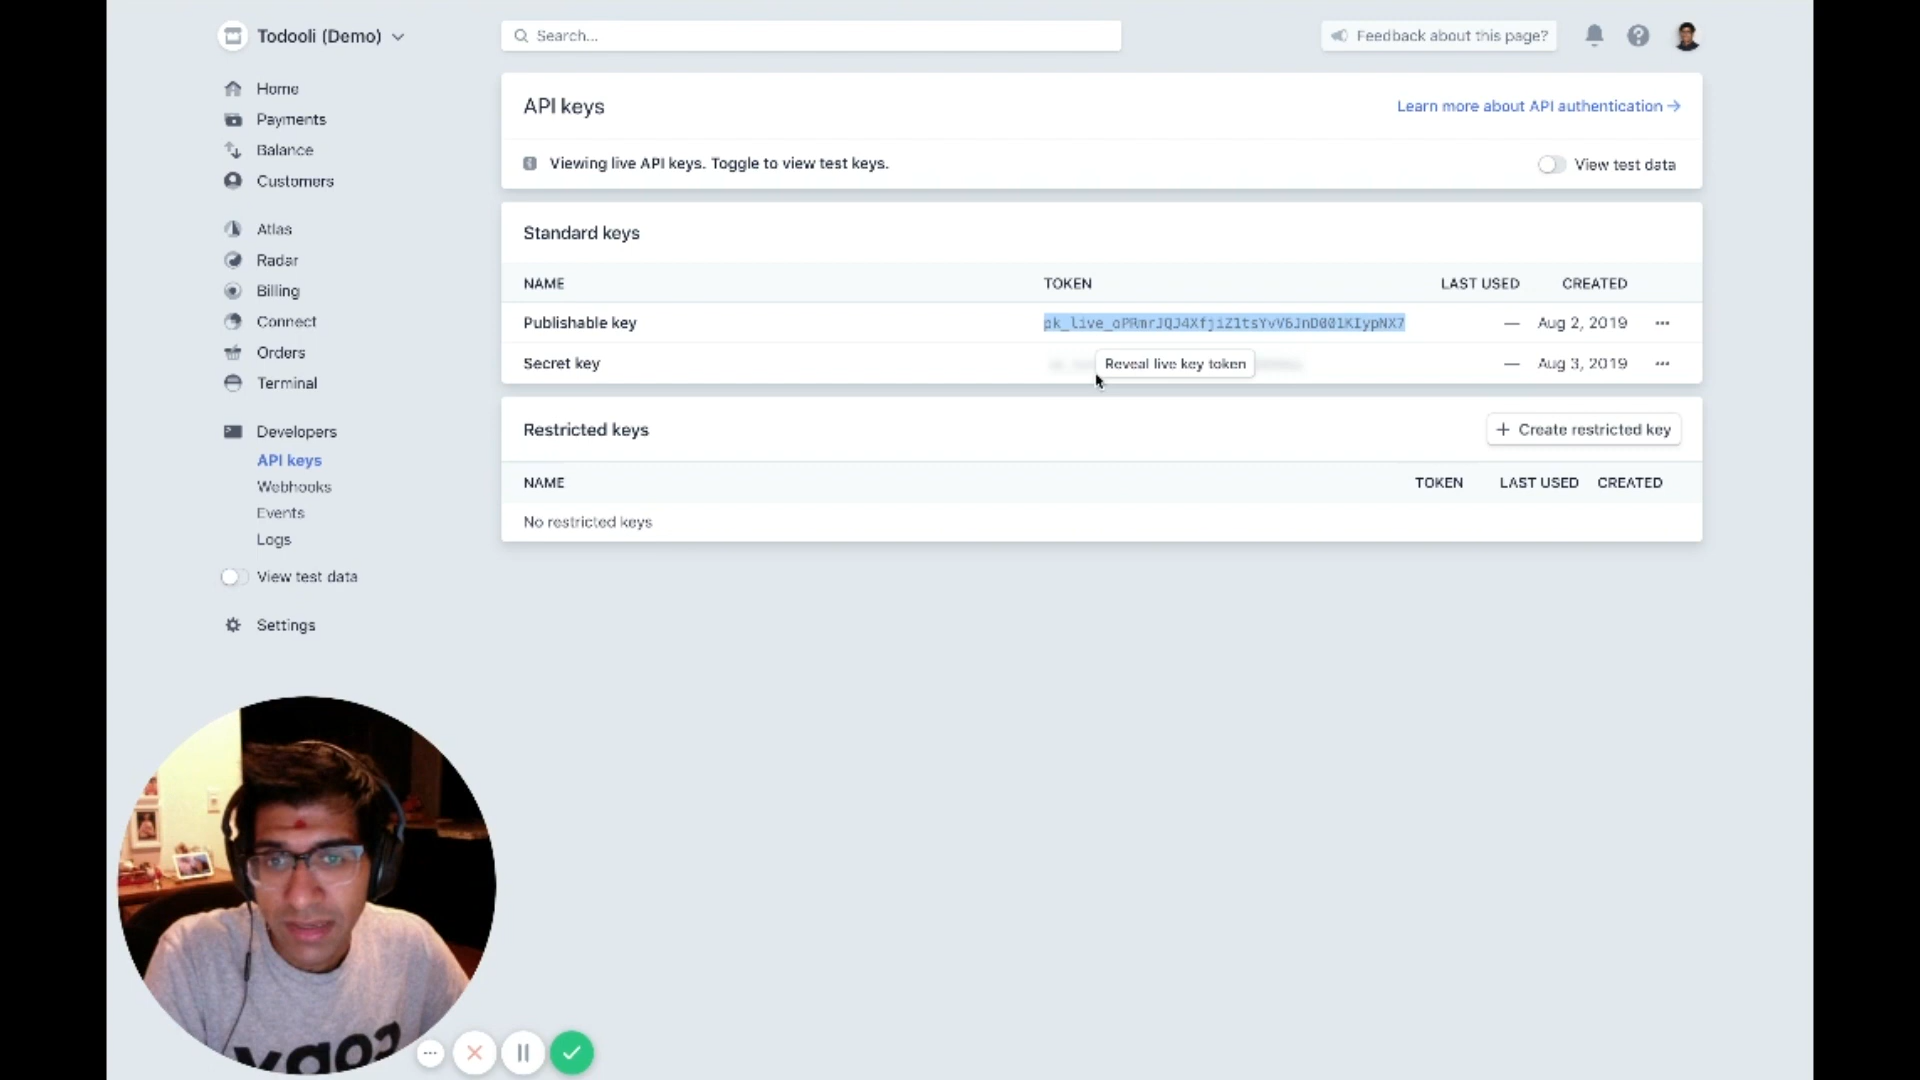 Todooli (Demo)
Search...
Feedback about this page?
Home
Payments
Balance
Customers
Atlas
Radar
Billing
Connect
Orders
Terminal
Developers
API keys
Webhooks
Events
Logs
View test data
Settings
API keys
Learn more about API authentication →
Viewing live API keys. Toggle to view test keys.
View test data
Standard keys
NAME TOKEN LAST USED CREATED
Publishable key pk_live_oPRmrJQJ4XfjiZ1tsYvV6JnD001KIypNX7 — Aug 2, 2019 ···
Secret key Reveal live key token — Aug 3, 2019 ···
Restricted keys
+ Create restricted key
NAME TOKEN LAST USED CREATED
No restricted keys